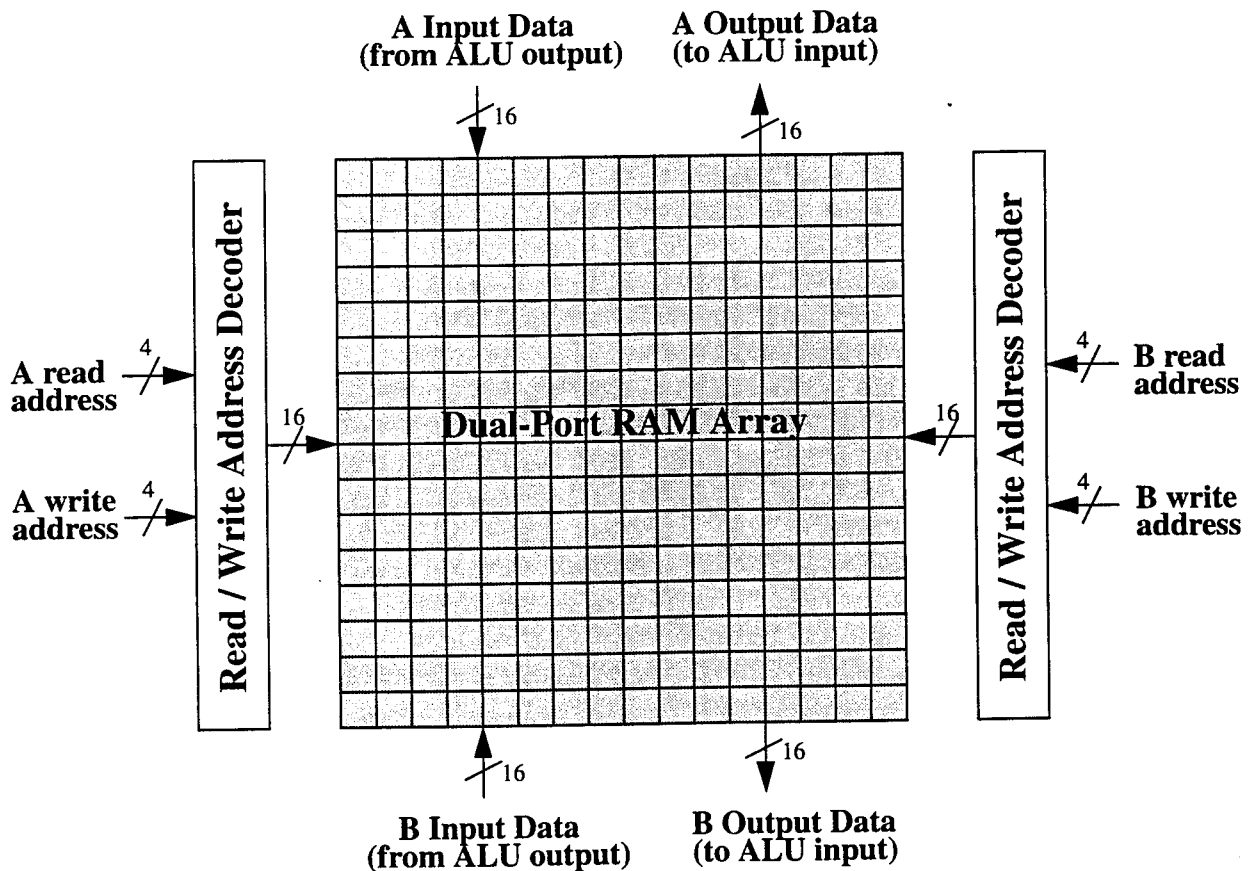 A Input Data
(from ALU output)
A Output Data
(to ALU input)
16
16
Read / Write Address Decoder
Read / Write Address Decoder
4
A read
address
4
B read
address
16
Dual-Port RAM Array
16
4
A write
address
4
B write
address
16
16
B Input Data
(from ALU output)
B Output Data
(to ALU input)